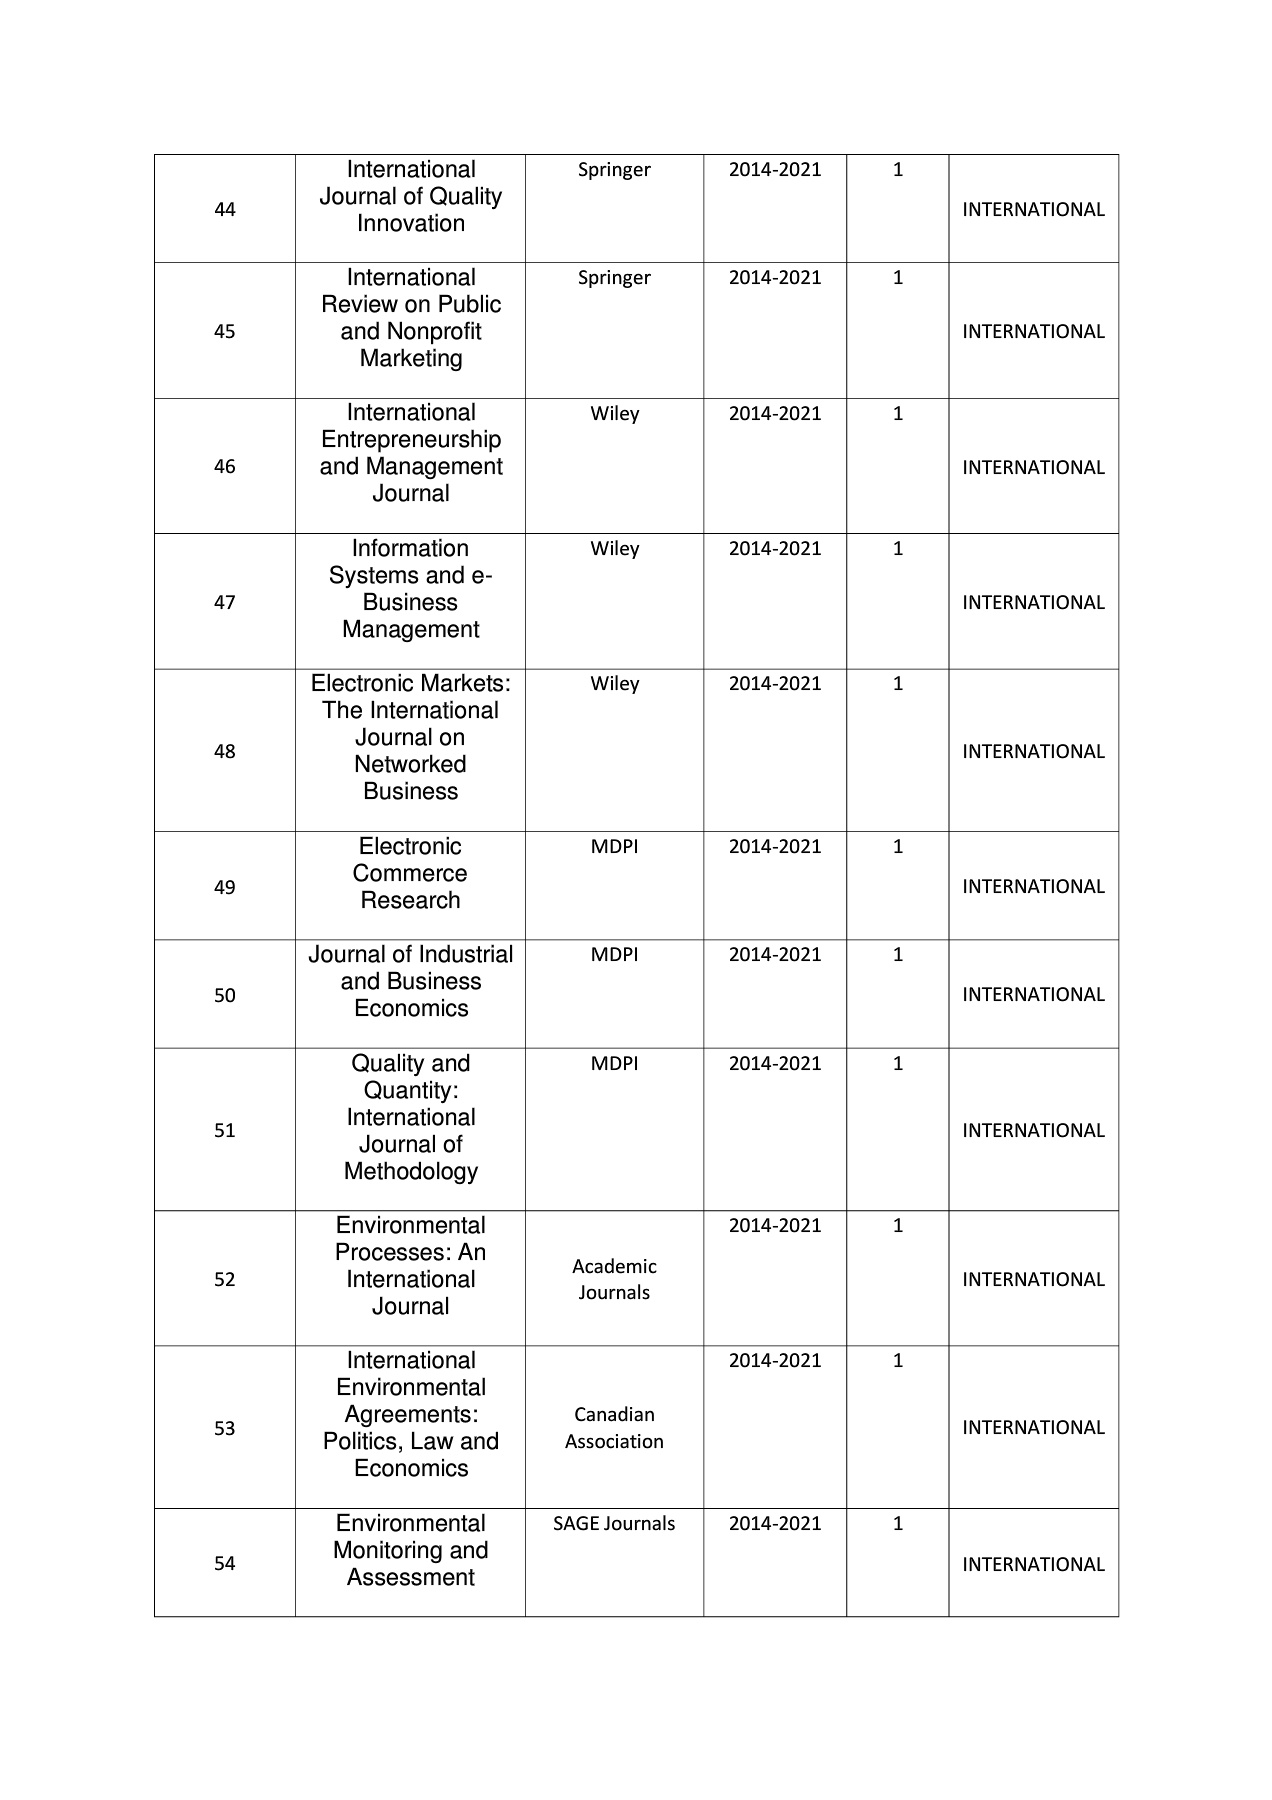 44
International
Journal of Quality
Innovation
Springer
2014-2021
1
INTERNATIONAL
45
International
Review on Public
and Nonprofit
Marketing
Springer
2014-2021
1
INTERNATIONAL
46
International
Entrepreneurship
and Management
Journal
Wiley
2014-2021
1
INTERNATIONAL
47
Information
Systems and e-
Business
Management
Wiley
2014-2021
1
INTERNATIONAL
48
Electronic Markets:
The International
Journal on
Networked
Business
Wiley
2014-2021
1
INTERNATIONAL
49
Electronic
Commerce
Research
MDPI
2014-2021
1
INTERNATIONAL
50
Journal of Industrial
and Business
Economics
MDPI
2014-2021
1
INTERNATIONAL
51
Quality and
Quantity:
International
Journal of
Methodology
MDPI
2014-2021
1
INTERNATIONAL
52
Environmental
Processes: An
International
Journal
Academic
Journals
2014-2021
1
INTERNATIONAL
53
International
Environmental
Agreements:
Politics, Law and
Economics
Canadian
Association
2014-2021
1
INTERNATIONAL
54
Environmental
Monitoring and
Assessment
SAGE Journals
2014-2021
1
INTERNATIONAL